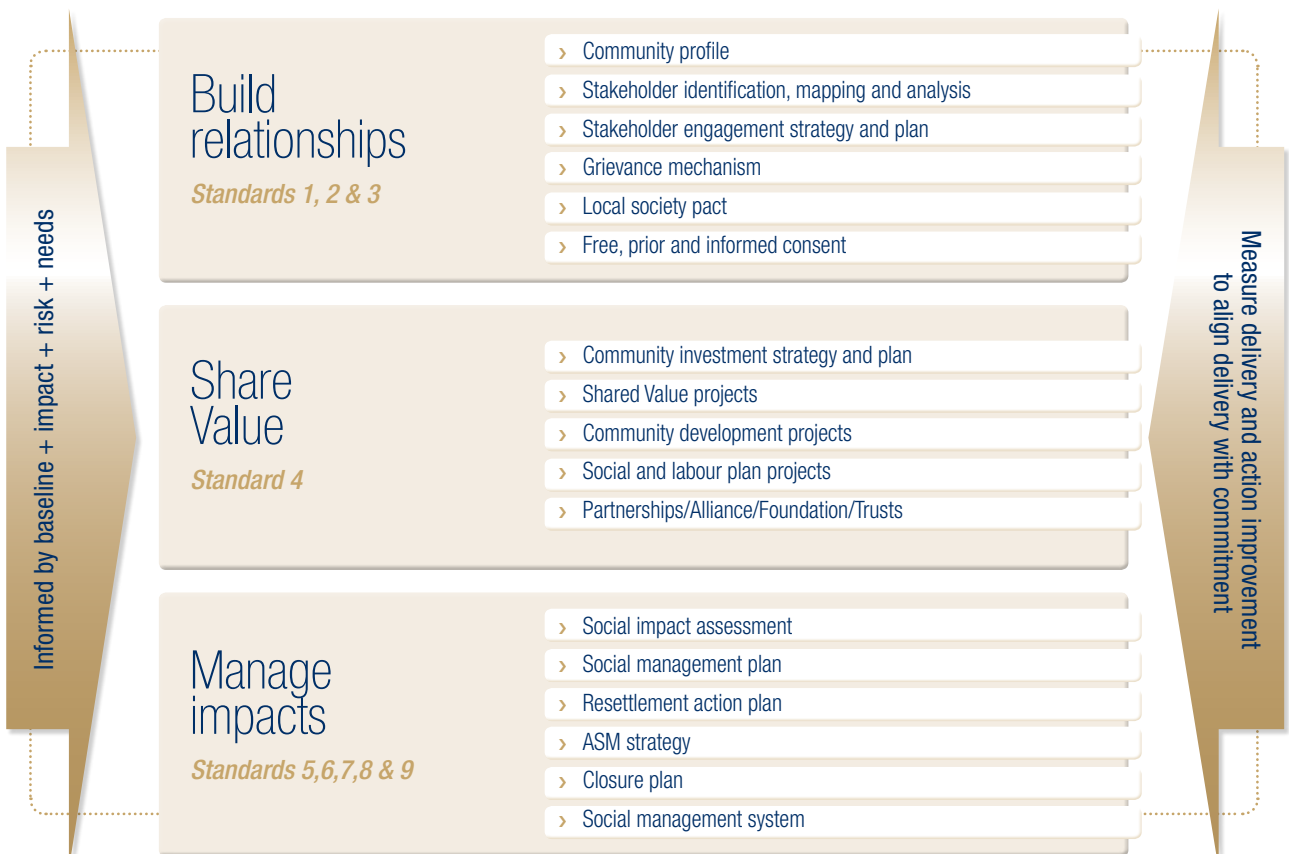 Informed by baseline + impact + risk + needs
Build
relationships
Standards 1, 2 & 3
› Community profile
› Stakeholder identification, mapping and analysis
› Stakeholder engagement strategy and plan
› Grievance mechanism
› Local society pact
› Free, prior and informed consent
Share
Value
Standard 4
› Community investment strategy and plan
› Shared Value projects
› Community development projects
› Social and labour plan projects
› Partnerships/Alliance/Foundation/Trusts
Manage
impacts
Standards 5,6,7,8 & 9
› Social impact assessment
› Social management plan
› Resettlement action plan
› ASM strategy
› Closure plan
› Social management system
Measure delivery and action improvement
to align delivery with commitment